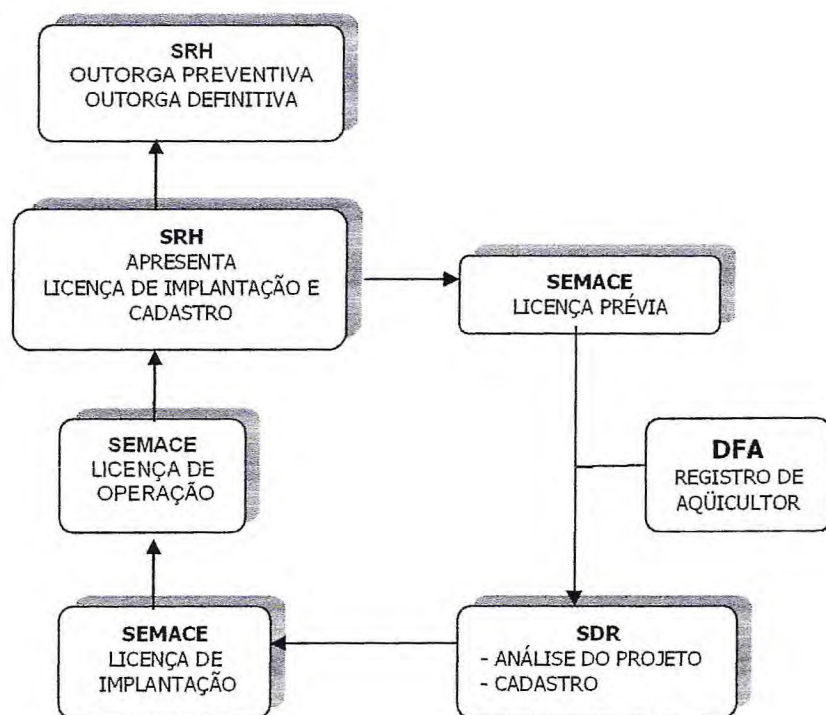 SRH
OUTORGA PREVENTIVA
OUTORGA DEFINITIVA
SRH
APRESENTA
LICENÇA DE IMPLANTAÇÃO E
CADASTRO
SEMACE
LICENÇA PRÉVIA
SEMACE
LICENÇA DE
OPERAÇÃO
DFA
REGISTRO DE
AQÜICULTOR
SEMACE
LICENÇA DE
IMPLANTAÇÃO
SDR
- ANÁLISE DO PROJETO
- CADASTRO